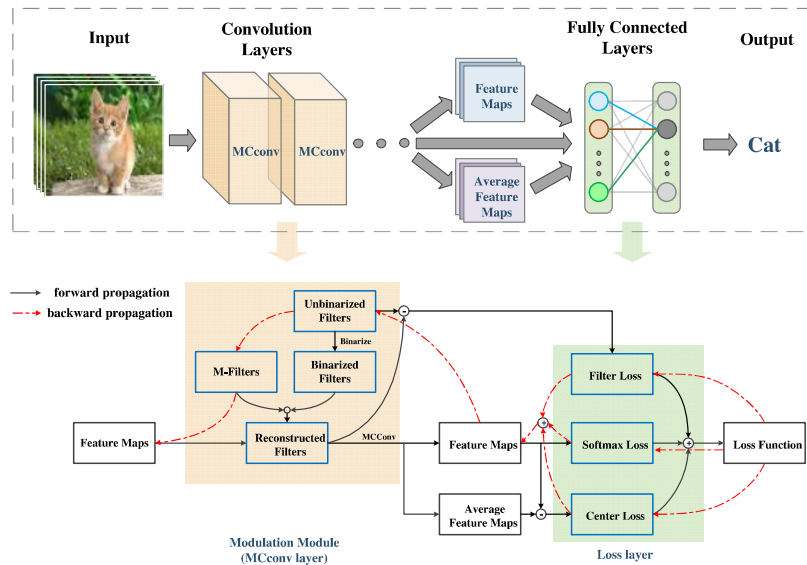 Input
Convolution
Layers
Fully Connected
Layers
Output
MCconv
MCconv
Feature
Maps
Average
Feature
Maps
Cat
forward propagation
backward propagation
Unbinarized
Filters
Binarize
M-Filters
Binarized
Filters
Filter Loss
Feature Maps
Reconstructed
Filters
MCConv
Feature Maps
Softmax Loss
Loss Function
Average
Feature Maps
Center Loss
Modulation Module
(MCconv layer)
Loss layer